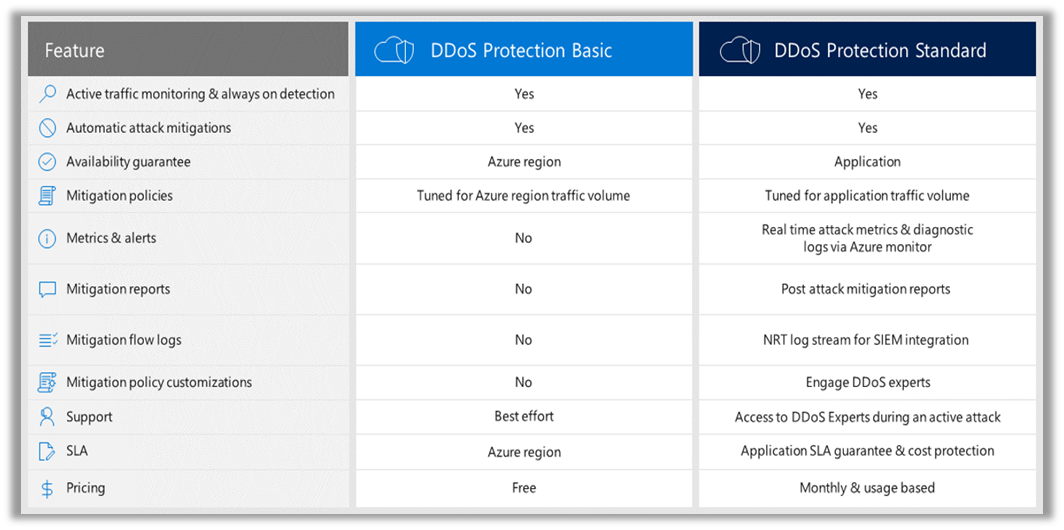 Feature DDoS Protection Basic DDoS Protection Standard
Active traffic monitoring & always on detection Yes Yes
Automatic attack mitigations Yes Yes
Availability guarantee Azure region Application
Mitigation policies Tuned for Azure region traffic volume Tuned for application traffic volume
Metrics & alerts No Real time attack metrics & diagnostic
logs via Azure monitor
Mitigation reports No Post attack mitigation reports
Mitigation flow logs No NRT log stream for SIEM integration
Mitigation policy customizations No Engage DDoS experts
Support Best effort Access to DDoS Experts during an active attack
SLA Azure region Application SLA guarantee & cost protection
Pricing Free Monthly & usage based